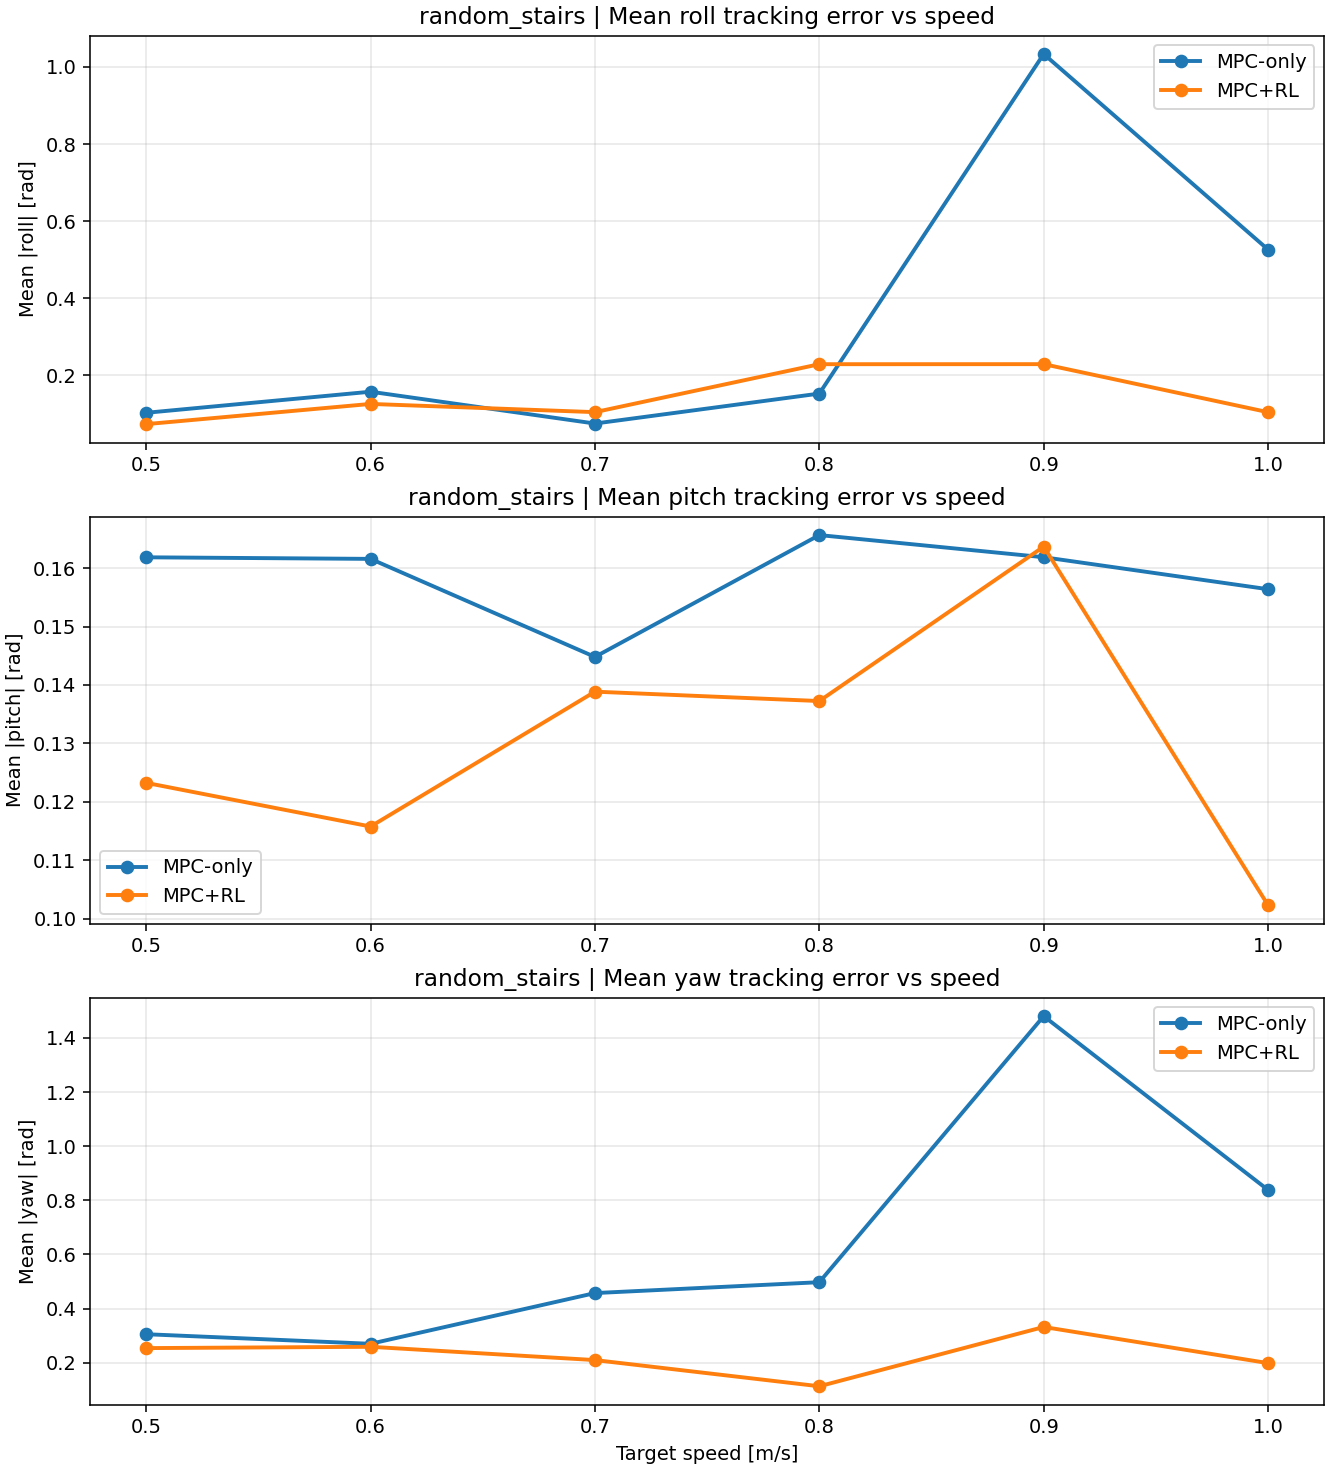 random_stairs | Mean roll tracking error vs speed
Mean |roll| [rad]
1.0
0.8
0.6
0.4
0.2
MPC-only
MPC+RL
0.5 0.6 0.7 0.8 0.9 1.0
random_stairs | Mean pitch tracking error vs speed
Mean |pitch| [rad]
0.16
0.15
0.14
0.13
0.12
0.11
0.10
MPC-only
MPC+RL
0.5 0.6 0.7 0.8 0.9 1.0
random_stairs | Mean yaw tracking error vs speed
Mean |yaw| [rad]
1.4
1.2
1.0
0.8
0.6
0.4
0.2
MPC-only
MPC+RL
0.5 0.6 0.7 0.8 0.9 1.0
Target speed [m/s]